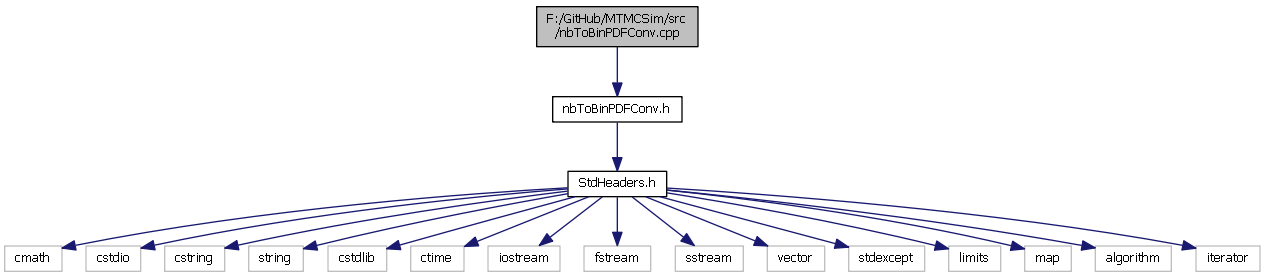 F:/GitHub/MTMCSim/src
/nbToBinPDFConv.cpp
nbToBinPDFConv.h
StdHeaders.h
cmath
cstdio
cstring
string
cstdlib
ctime
iostream
fstream
sstream
vector
stdexcept
limits
map
algorithm
iterator